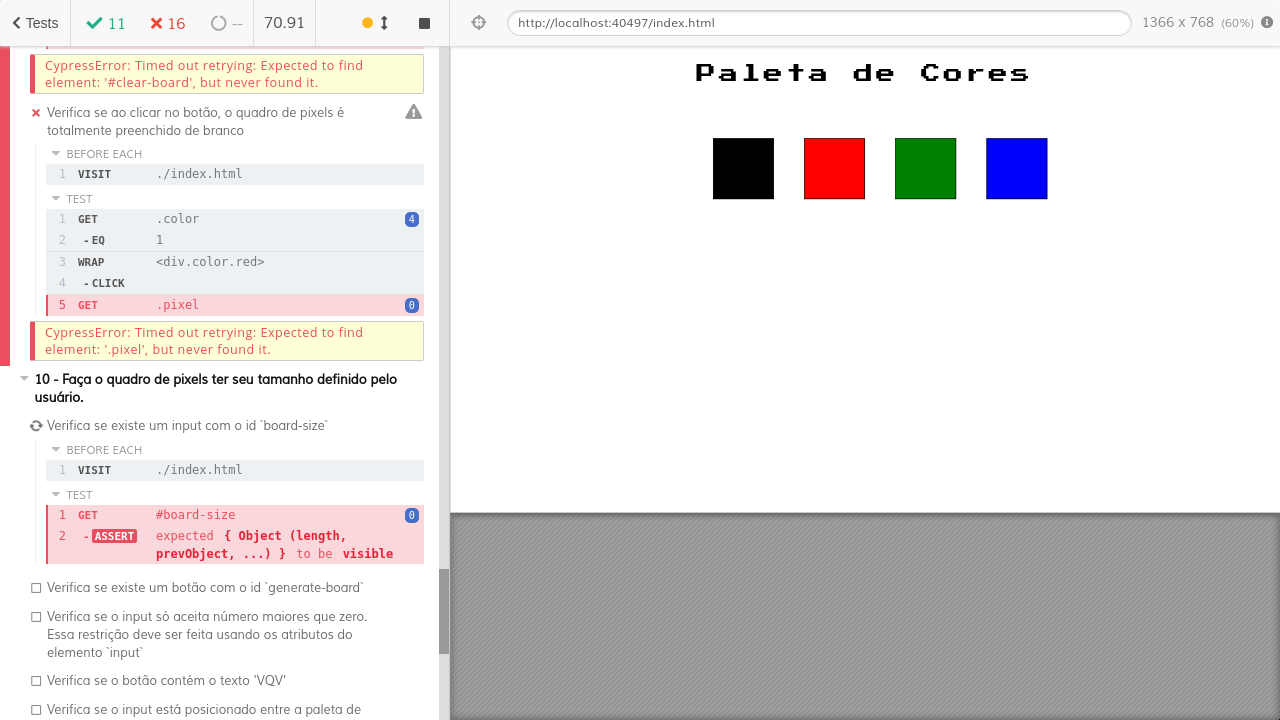 Tests 11 16 -- 70.91
http://localhost:40497/index.html 1366 x 768 (60%)
CypressError: Timed out retrying: Expected to find
element: '#clear-board', but never found it.
Verifica se ao clicar no botão, o quadro de pixels é
totalmente preenchido de branco
BEFORE EACH
1 VISIT ./index.html
TEST
1 GET .color 4
2 -EQ 1
3 WRAP <div.color.red>
4 -CLICK
5 GET .pixel 0
CypressError: Timed out retrying: Expected to find
element: '.pixel', but never found it.
10 - Faça o quadro de pixels ter seu tamanho definido pelo
usuário.
Verifica se existe um input com o id `board-size`
BEFORE EACH
1 VISIT ./index.html
TEST
1 GET #board-size 0
2 -ASSERT expected { Object (length,
prevObject, ...) } to be visible
Verifica se existe um botão com o id `generate-board`
Verifica se o input só aceita número maiores que zero.
Essa restrição deve ser feita usando os atributos do
elemento `input`
Verifica se o botão contém o texto 'VQV'
Verifica se o input está posicionado entre a paleta de
Paleta de Cores